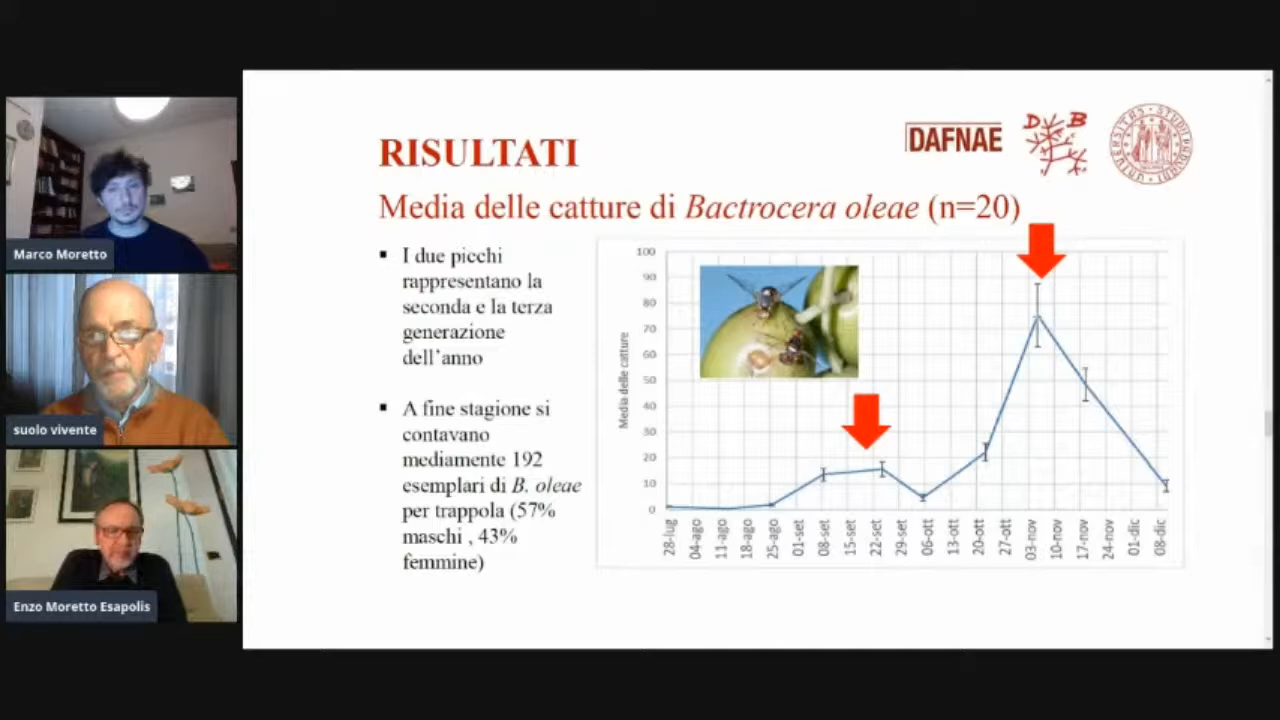 Marco Moretto
suolo vivente
Enzo Moretto Esapolis
DAFNAE
D B
RISULTATI
Media delle catture di Bactrocera oleae (n=20)
▪ I due picchi
rappresentano la
seconda e la terza
generazione
dell'anno
▪ A fine stagione si
contavano
mediamente 192
esemplari di B. oleae
per trappola (57%
maschi , 43%
femmine)
Media delle catture
100
90
80
70
60
50
40
30
20
10
0
28-lug
04-ago
11-ago
18-ago
25-ago
01-set
08-set
15-set
22-set
29-set
06-ott
13-ott
20-ott
27-ott
03-nov
10-nov
17-nov
24-nov
01-dic
08-dic